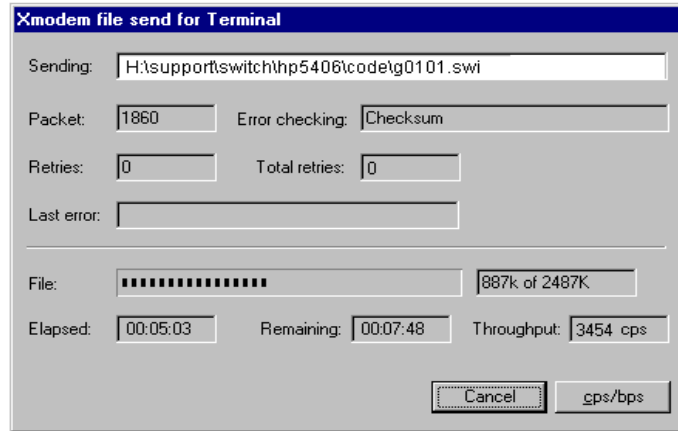 Xmodem file send for Terminal
Sending: H:\support\switch\hp5406\code\g0101.swi
Packet: 1860 Error checking: Checksum
Retries: 0 Total retries: 0
Last error:
File: 887k of 2487K
Elapsed: 00:05:03 Remaining: 00:07:48 Throughput: 3454 cps
Cancel cps/bps